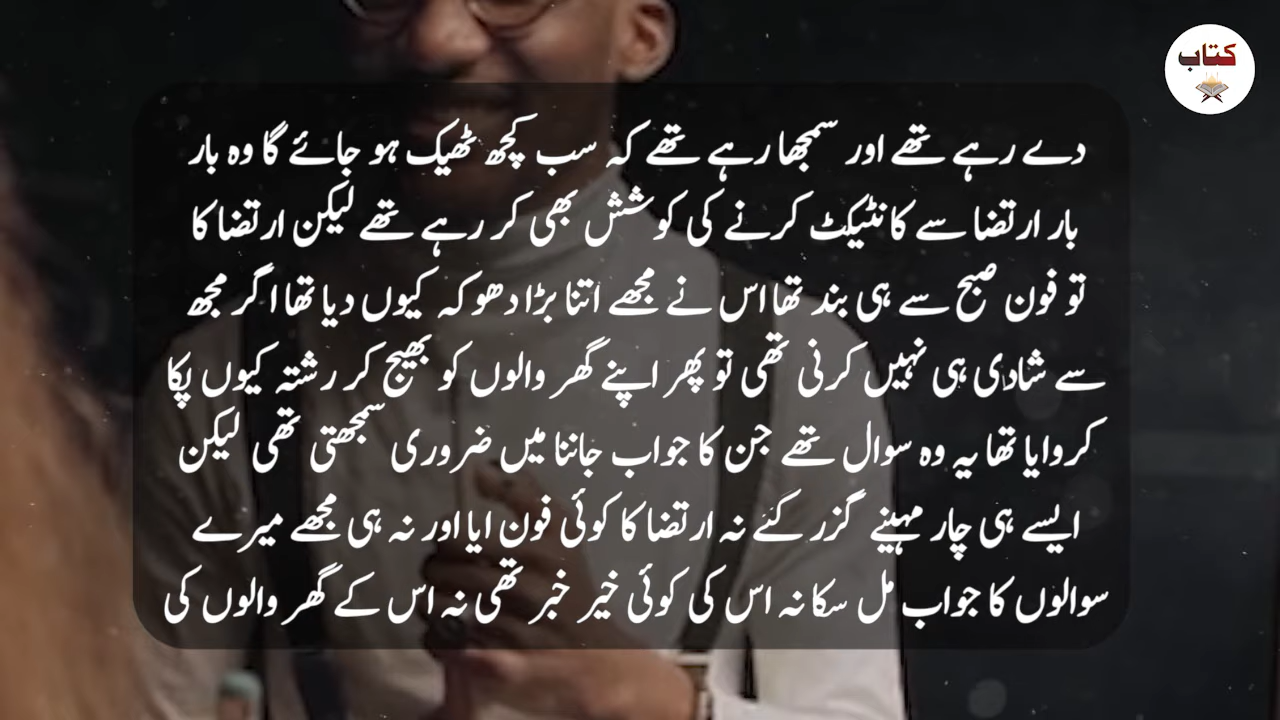 کتاب
دے رہے تھے اور سمجھا رہے تھے کہ سب کچھ ٹھیک ہو جائے گا وہ بار
بار ارتضا سے کانٹیکٹ کرنے کی کوشش بھی کر رہے تھے لیکن ارتضا کا
تو فون صبح سے ہی بند تھا اس نے مجھے اتنا بڑا دھوکہ کیوں دیا تھا اگر مجھ
سے شادی ہی نہیں کرنی تھی تو پھر اپنے گھر والوں کو بھیج کر رشتہ کیوں پکا
کروایا تھا یہ وہ سوال تھے جن کا جواب جاننا میں ضروری سمجھتی تھی لیکن
ایسے ہی چار مہینے گزر گئے نہ ارتضا کا کوئی فون ایا اور نہ ہی مجھے میرے
سوالوں کا جواب مل سکا نہ اس کی کوئی خیر خبر تھی نہ اس کے گھر والوں کی